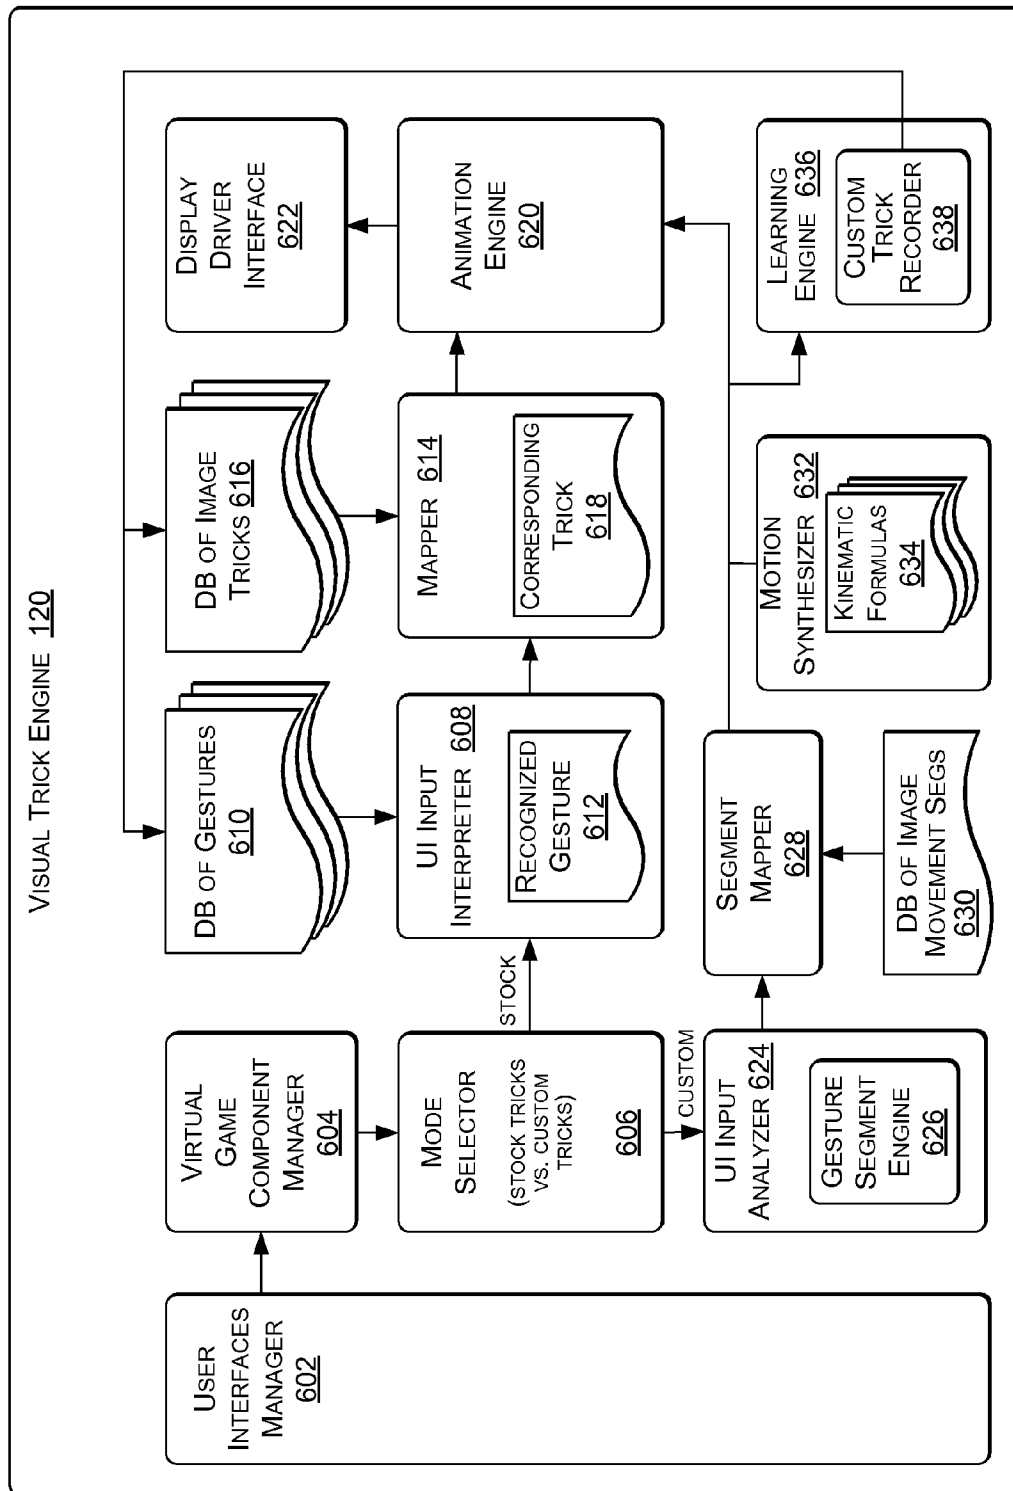 VISUAL TRICK ENGINE 120
USER
INTERFACES
MANAGER
602
VIRTUAL
GAME
COMPONENT
MANAGER
604
MODE
SELECTOR
(STOCK TRICKS
VS. CUSTOM
TRICKS)
606
STOCK
CUSTOM
DB OF GESTURES
610
UI INPUT
INTERPRETER 608
RECOGNIZED
GESTURE
612
DB OF IMAGE
TRICKS 616
MAPPER 614
CORRESPONDING
TRICK
618
DISPLAY
DRIVER
INTERFACE
622
ANIMATION
ENGINE
620
UI INPUT
ANALYZER 624
GESTURE
SEGMENT
ENGINE
626
SEGMENT
MAPPER
628
DB OF IMAGE
MOVEMENT SEGS
630
MOTION
SYNTHESIZER 632
KINEMATIC
FORMULAS
634
LEARNING
ENGINE 636
CUSTOM
TRICK
RECORDER
638